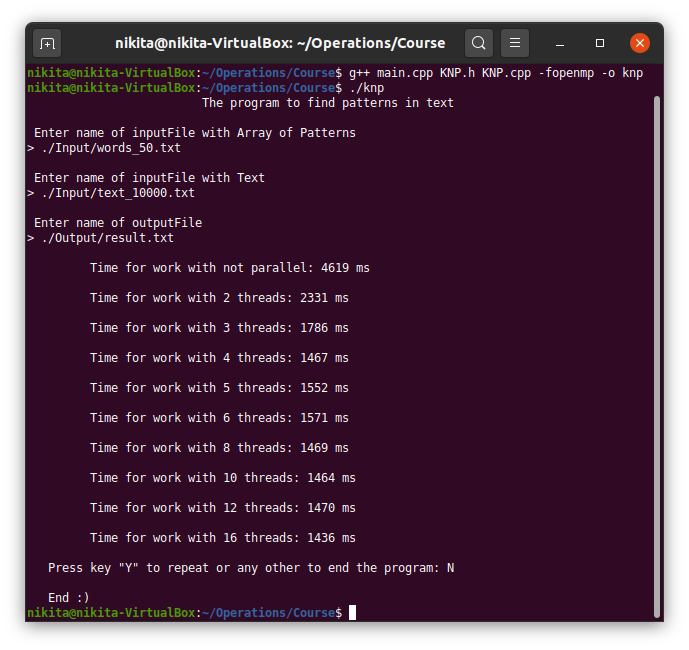 nikita@nikita-VirtualBox: ~/Operations/Course
nikita@nikita-VirtualBox:~/Operations/Course$ g++ main.cpp KNP.h KNP.cpp -fopenmp -o knp
nikita@nikita-VirtualBox:~/Operations/Course$ ./knp
The program to find patterns in text
Enter name of inputFile with Array of Patterns
> ./Input/words_50.txt
Enter name of inputFile with Text
> ./Input/text_10000.txt
Enter name of outputFile
> ./Output/result.txt
Time for work with not parallel: 4619 ms
Time for work with 2 threads: 2331 ms
Time for work with 3 threads: 1786 ms
Time for work with 4 threads: 1467 ms
Time for work with 5 threads: 1552 ms
Time for work with 6 threads: 1571 ms
Time for work with 8 threads: 1469 ms
Time for work with 10 threads: 1464 ms
Time for work with 12 threads: 1470 ms
Time for work with 16 threads: 1436 ms
Press key "Y" to repeat or any other to end the program: N
End :)
nikita@nikita-VirtualBox:~/Operations/Course$